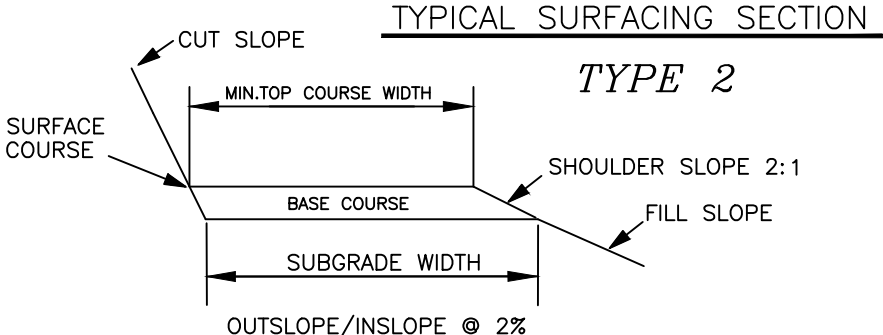 TYPICAL SURFACING SECTION
TYPE 2
CUT SLOPE
MIN.TOP COURSE WIDTH
SURFACE
COURSE
SHOULDER SLOPE 2:1
BASE COURSE
FILL SLOPE
SUBGRADE WIDTH
OUTSLOPE/INSLOPE @ 2%